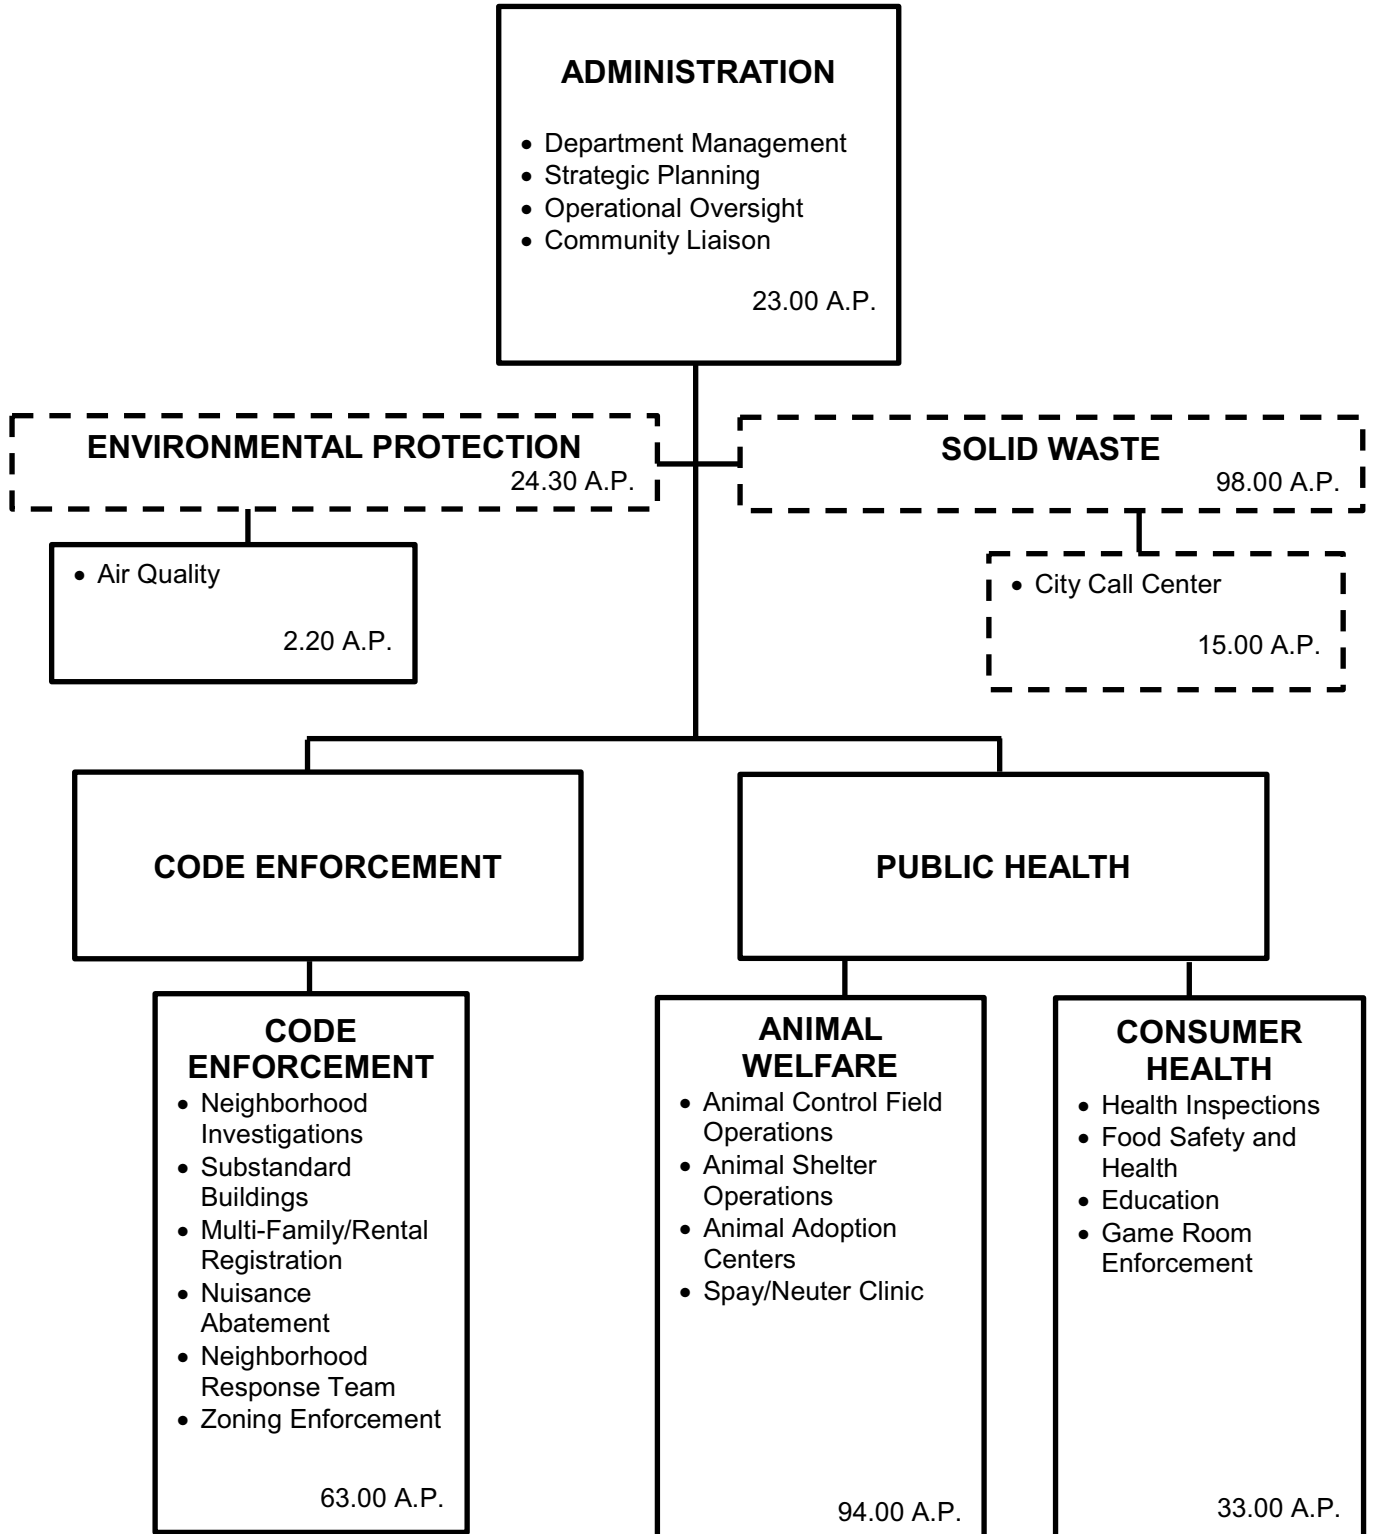 ADMINISTRATION
• Department Management
• Strategic Planning
• Operational Oversight
• Community Liaison
23.00 A.P.
ENVIRONMENTAL PROTECTION
24.30 A.P.
SOLID WASTE
98.00 A.P.
• Air Quality
2.20 A.P.
• City Call Center
15.00 A.P.
CODE ENFORCEMENT
PUBLIC HEALTH
CODE
ENFORCEMENT
• Neighborhood
Investigations
• Substandard
Buildings
• Multi-Family/Rental
Registration
• Nuisance
Abatement
• Neighborhood
Response Team
• Zoning Enforcement
63.00 A.P.
ANIMAL
WELFARE
• Animal Control Field
Operations
• Animal Shelter
Operations
• Animal Adoption
Centers
• Spay/Neuter Clinic
94.00 A.P.
CONSUMER
HEALTH
• Health Inspections
• Food Safety and
Health
• Education
• Game Room
Enforcement
33.00 A.P.